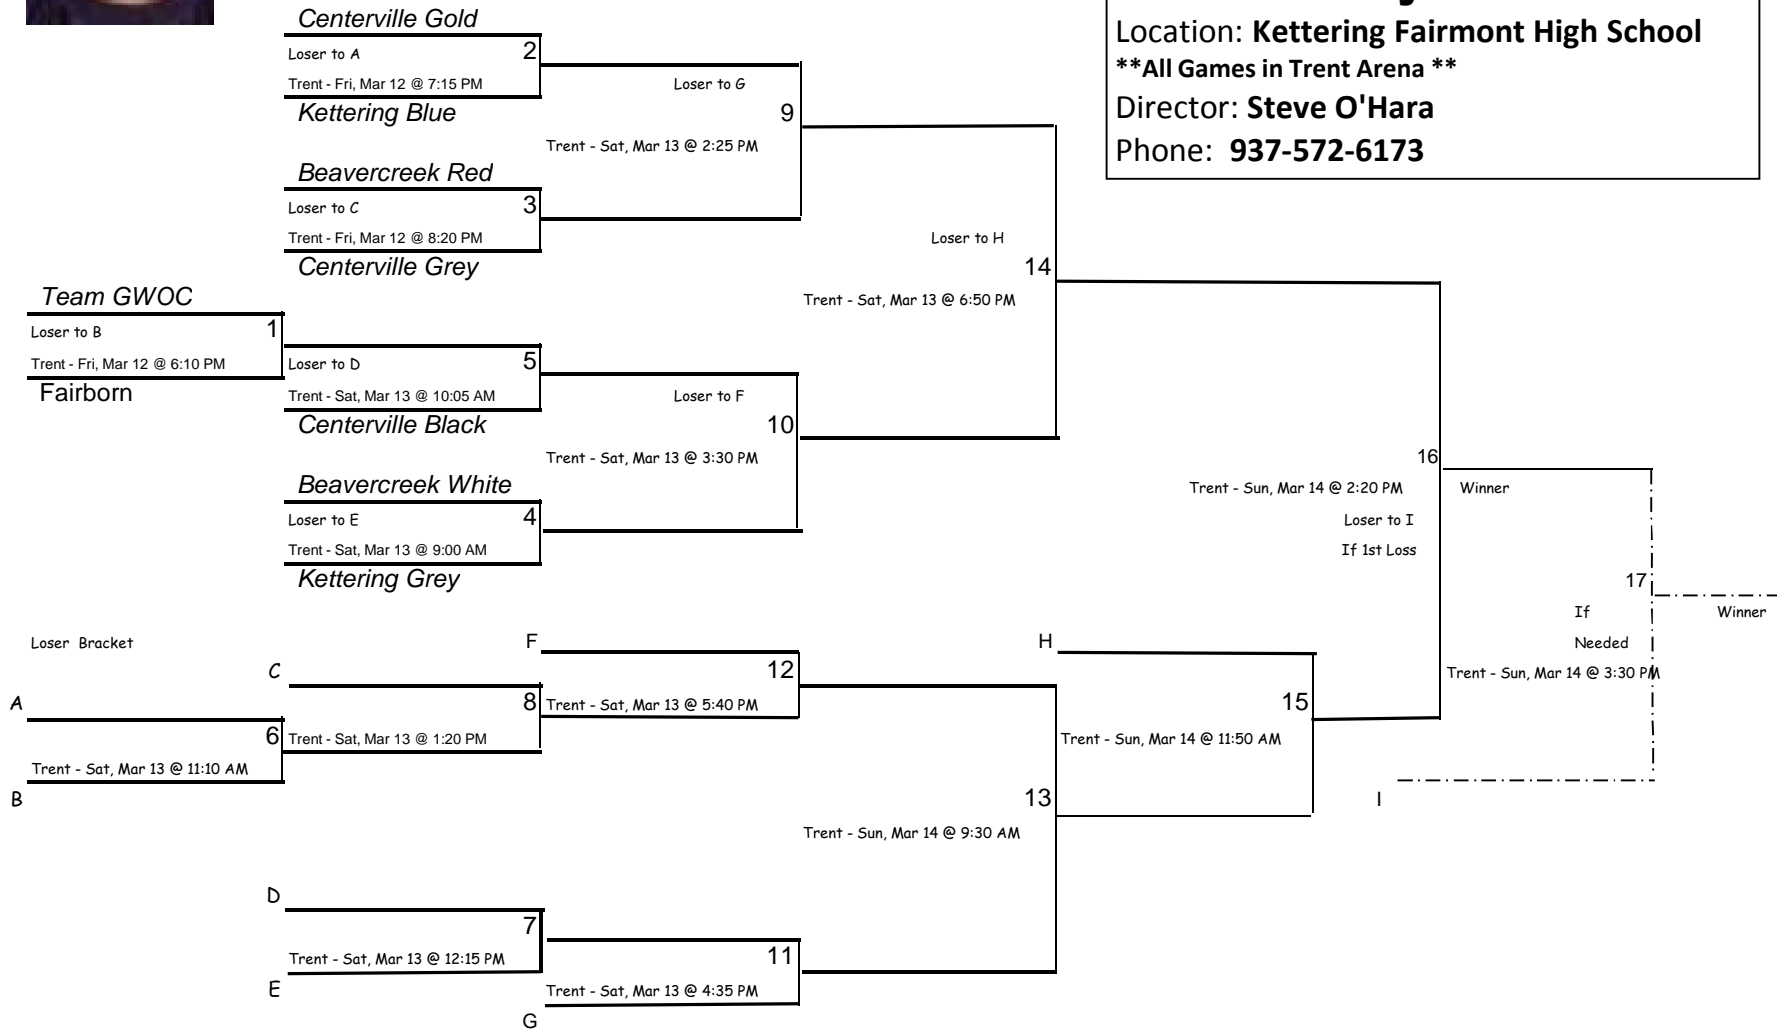 Location: Kettering Fairmont High School
**All Games in Trent Arena **
Director: Steve O'Hara
Phone: 937-572-6173
Centerville Gold
Loser to A
2
Trent - Fri, Mar 12 @ 7:15 PM
Kettering Blue
Loser to G
9
Trent - Sat, Mar 13 @ 2:25 PM
Beavercreek Red
Loser to C
3
Trent - Fri, Mar 12 @ 8:20 PM
Centerville Grey
Loser to H
14
Trent - Sat, Mar 13 @ 6:50 PM
Team GWOC
Loser to B
1
Trent - Fri, Mar 12 @ 6:10 PM
Fairborn
Loser to D
5
Trent - Sat, Mar 13 @ 10:05 AM
Centerville Black
Loser to F
10
Trent - Sat, Mar 13 @ 3:30 PM
Beavercreek White
Loser to E
4
Trent - Sat, Mar 13 @ 9:00 AM
Kettering Grey
16
Trent - Sun, Mar 14 @ 2:20 PM
Winner
Loser to I
If 1st Loss
17
If
Needed
Winner
Trent - Sun, Mar 14 @ 3:30 PM
Loser Bracket
F
H
C
12
A
8
Trent - Sat, Mar 13 @ 5:40 PM
15
6
Trent - Sat, Mar 13 @ 1:20 PM
Trent - Sun, Mar 14 @ 11:50 AM
Trent - Sat, Mar 13 @ 11:10 AM
B
13
I
Trent - Sun, Mar 14 @ 9:30 AM
D
7
Trent - Sat, Mar 13 @ 12:15 PM
11
E
Trent - Sat, Mar 13 @ 4:35 PM
G